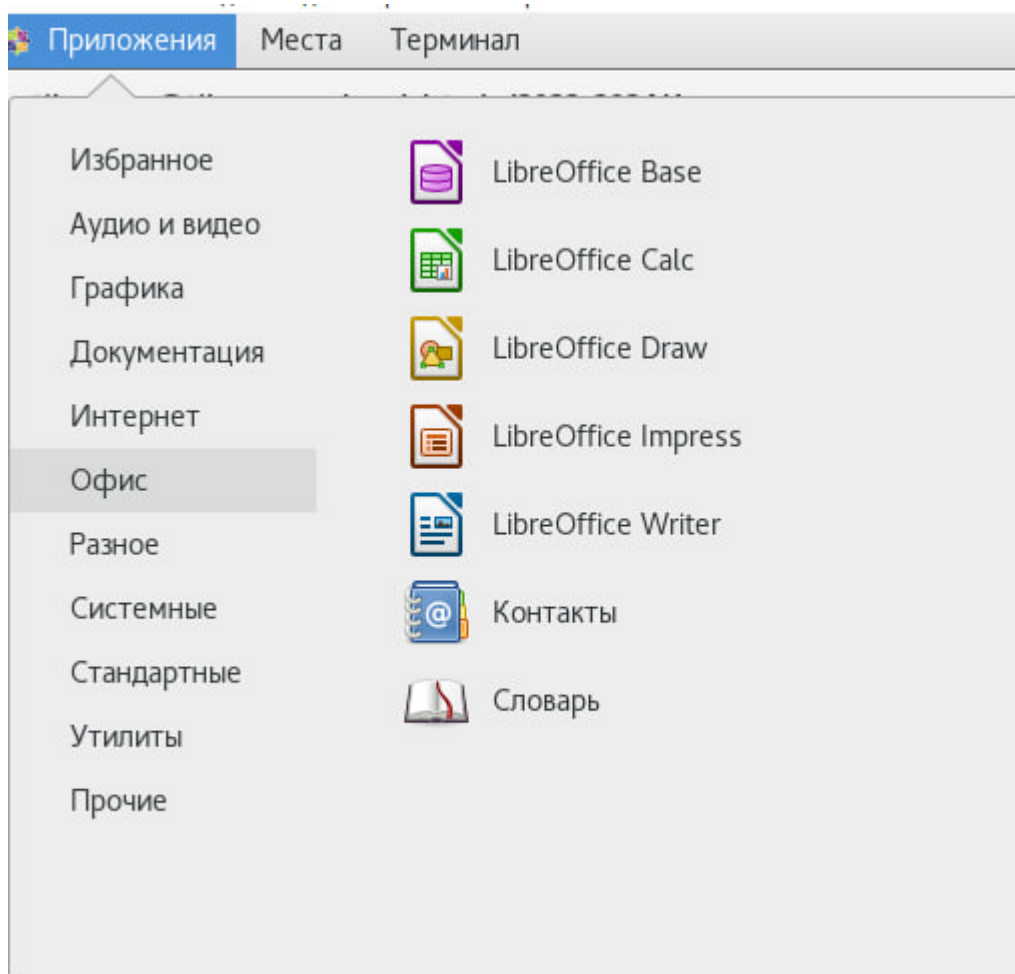 Приложения Места Терминал
Избранное
Аудио и видео
Графика
Документация
Интернет
Офис
Разное
Системные
Стандартные
Утилиты
Прочие
LibreOffice Base
LibreOffice Calc
LibreOffice Draw
LibreOffice Impress
LibreOffice Writer
Контакты
Словарь